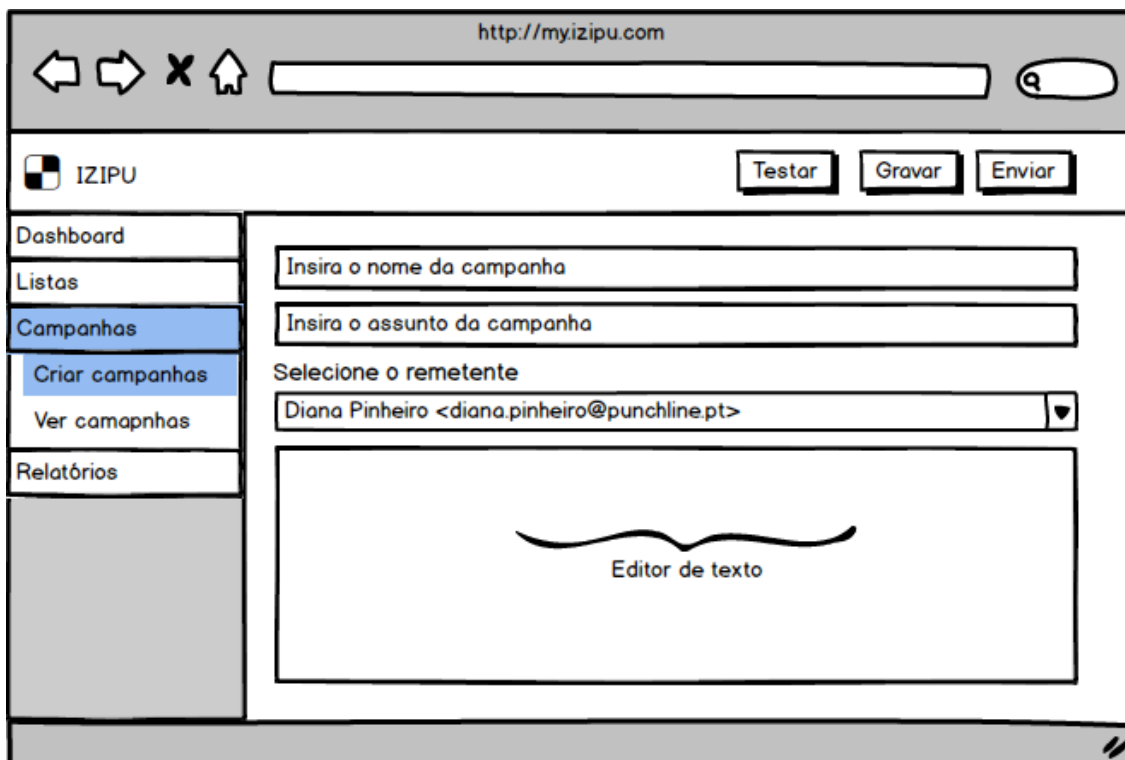 http://my.izipu.com
IZIPU
Testar
Gravar
Enviar
Dashboard
Listas
Campanhas
Criar campanhas
Ver camapnhas
Relatórios
Insira o nome da campanha
Insira o assunto da campanha
Selecione o remetente
Diana Pinheiro <diana.pinheiro@punchline.pt>
Editor de texto